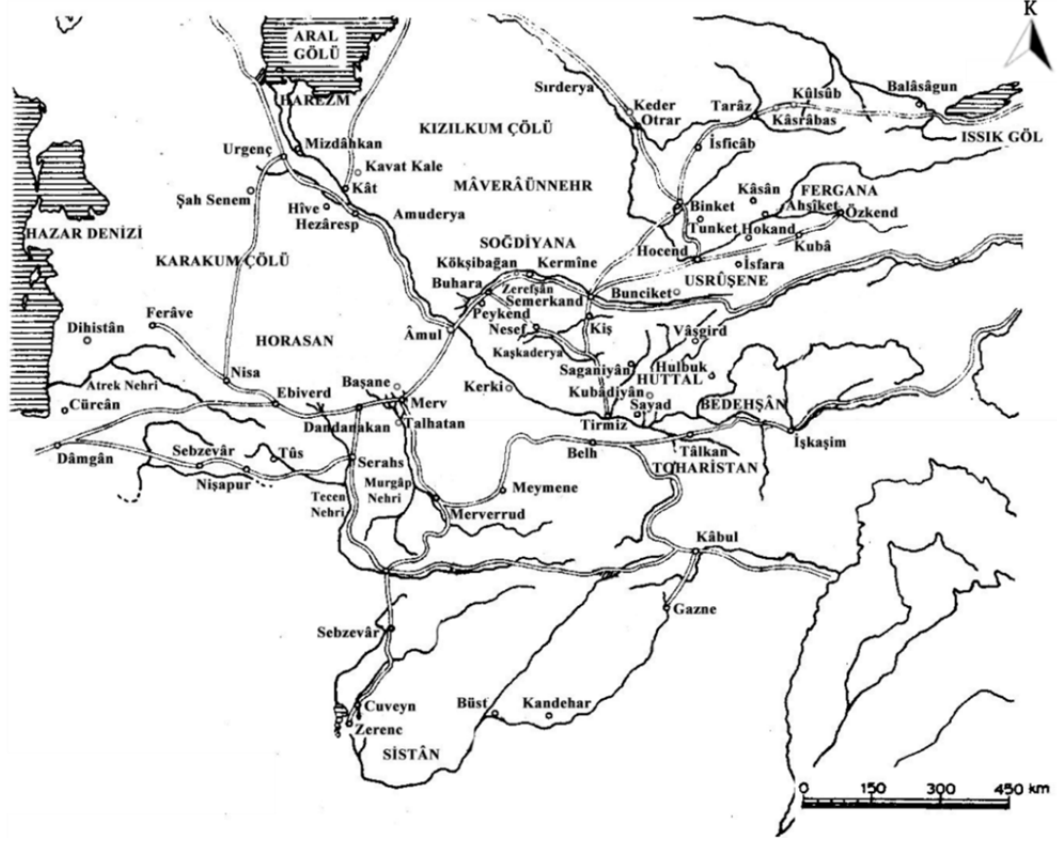 K
ARAL
GÖLÜ
HAREZM
Sırderya
Keder
Otrar
Tarâz
Külsûb
Kâsrâbas
Balâsâgun
ISSIK GÖL
KIZILKUM ÇÖLÜ
Mizdâhkan
Urgenç
Kavat Kale
İsficâb
MÂVERÂÜNNEHR
Şah Senem
Kât
Hîve
Hezâresp
Amuderya
Kâsân
FERGANA
Ahşîket
Özkend
Binket
Tunket
Hokand
Kubâ
HAZAR DENİZİ
SOĞDİYANA
Hocend
KARAKUM ÇÖLÜ
Kökşibağan
Kermîne
İsfara
USRÛŞENE
Buhara
Zerefşân
Semerkand
Bunciket
Peykend
Ferâve
Dihistân
HORASAN
Âmul
Nesef
Kiş
Vâşgird
Kaşkaderya
Saganiyân
Hulbuk
HUTTAL
Nisa
Atrek Nehri
Ebiverd
Başane
Kerki
Kubâdiyân
Cürcân
Merv
Sayad
BEDEHŞÂN
Dandanakan
Talhatan
Tirmiz
İşkaşim
Dâmgân
Sebzevâr
Tûs
Serahs
Belh
Tâlkan
TOHARİSTAN
Nişapur
Tecen
Nehri
Murgâp
Nehri
Meymene
Merverrud
Kâbul
Gazne
Sebzevâr
Cuveyn
Zerenc
Büst
Kandehar
SİSTÂN
0 150 300 450 km